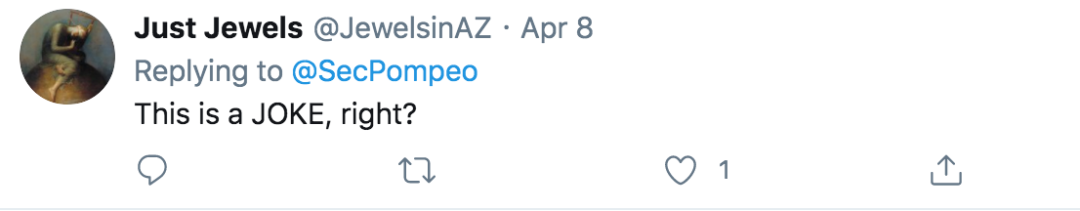 Just Jewels @JewelsinAZ · Apr 8
Replying to @SecPompeo
This is a JOKE, right?
1